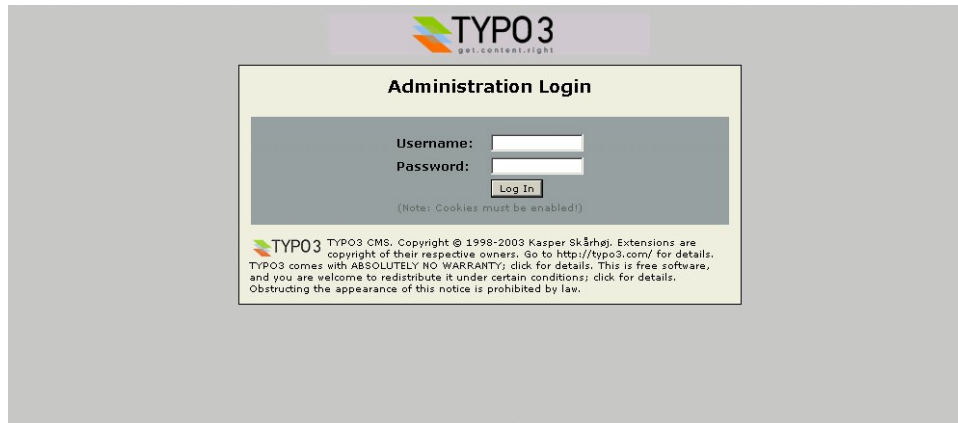 TYPO3
get.content.right
Administration Login
Username:
Password:
Log In
(Note: Cookies must be enabled!)
TYPO3
TYPO3 CMS. Copyright © 1998-2003 Kasper Skårhøj. Extensions are
copyright of their respective owners. Go to http://typo3.com/ for details.
TYPO3 comes with ABSOLUTELY NO WARRANTY; click for details. This is free software,
and you are welcome to redistribute it under certain conditions; click for details.
Obstructing the appearance of this notice is prohibited by law.